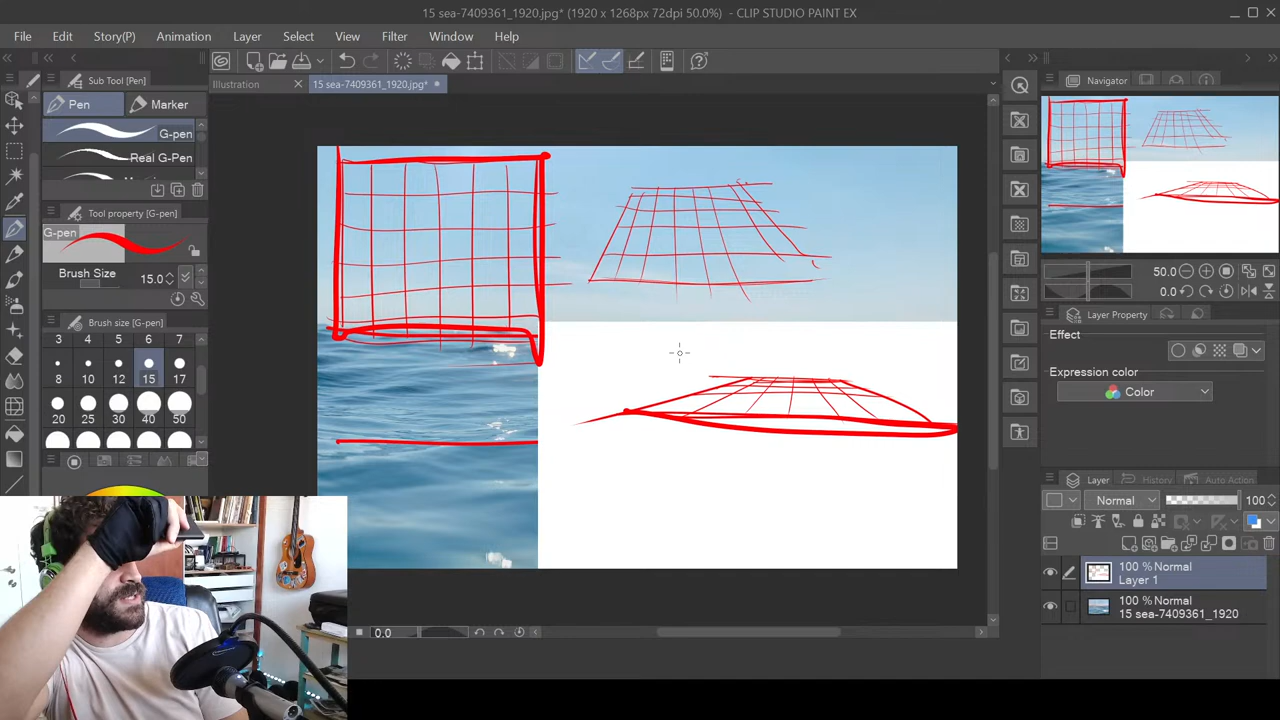 15 sea-7409361_1920.jpg* (1920 x 1268px 72dpi 50.0%) - CLIP STUDIO PAINT EX
File Edit Story(P) Animation Layer Select View Filter Window Help
Sub Tool [Pen]
Illustration
15 sea-7409361_1920.jpg*
Navigator
Pen
Marker
G-pen
Real G-Pen
Tool property [G-pen]
G-pen
Brush Size 15.0
50.0
0.0
Brush size [G-pen]
Layer Property
3 4 5 6 7
Effect
8 10 12 15 17
Expression color
Color
20 25 30 40 50
Layer
History
Auto Action
Normal
100
100 % Normal
Layer 1
100 % Normal
15 sea-7409361_1920
0.0